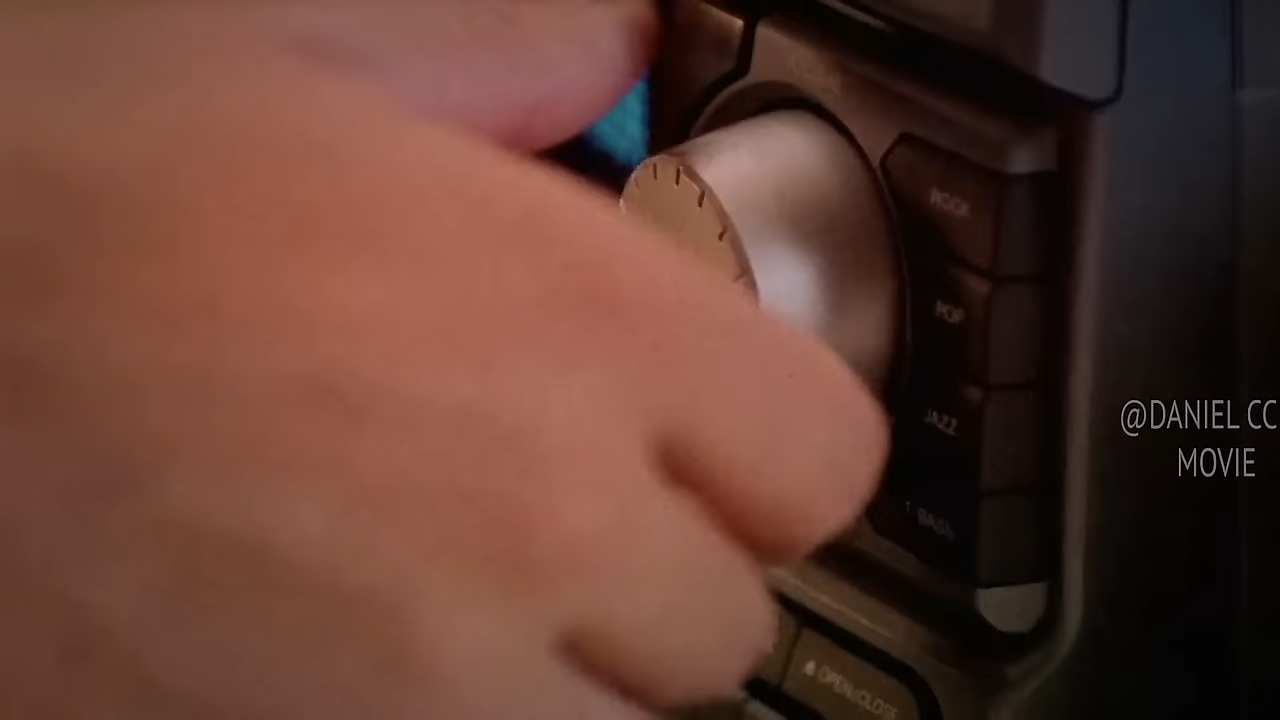 ROCK
POP
JAZZ
T-BASS
OPEN/CLOSE
@DANIEL CC
MOVIE